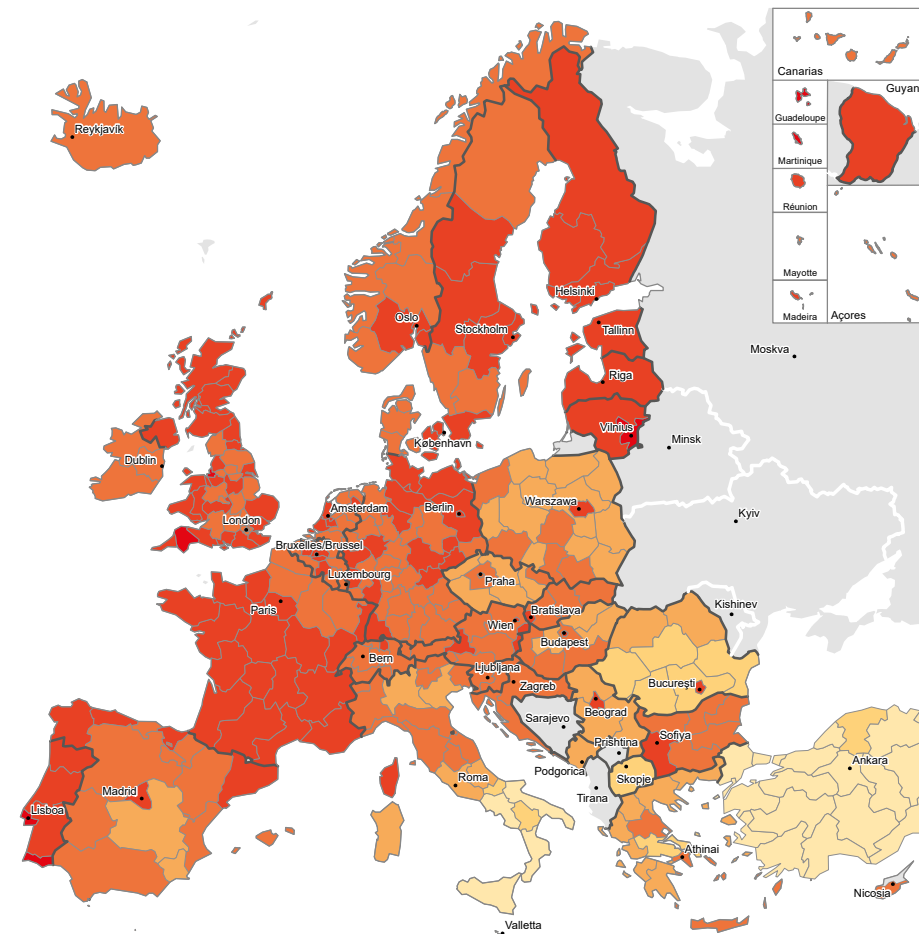 Canarias
Guyan
Guadeloupe
Martinique
Réunion
Mayotte
Madeira
Açores
Reykjavík
Helsinki
Oslo
Stockholm
Tallinn
Moskva
Riga
Vilnius
Minsk
København
Dublin
Amsterdam
Berlin
Warszawa
London
Kyiv
Bruxelles/Brussel
Luxembourg
Praha
Paris
Kishinev
Bratislava
Wien
Budapest
Bern
Ljubljana
Zagreb
Bucureşti
Sarajevo
Beograd
Sofiya
Prishtina
Podgorica
Skopje
Ankara
Roma
Madrid
Tirana
Lisboa
Athinai
Nicosia
Valletta